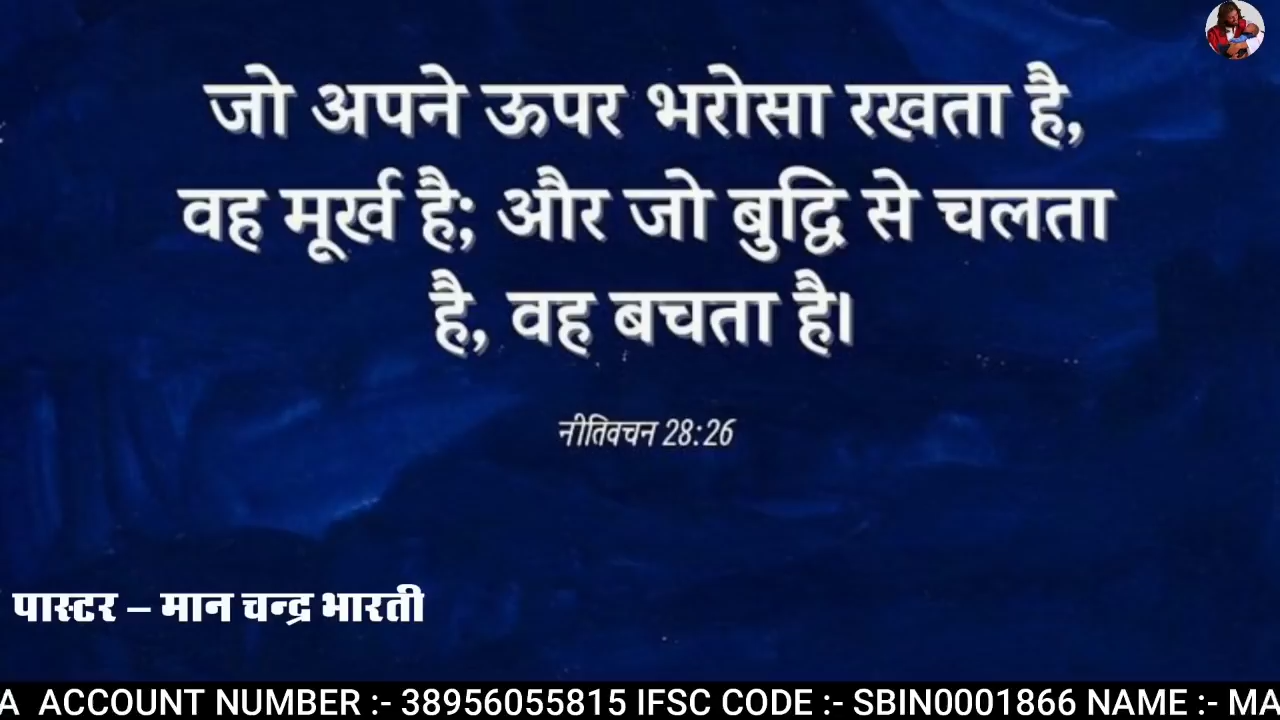 जो अपने ऊपर भरोसा रखता है,
वह मूर्ख है; और जो बुद्धि से चलता
है, वह बचता है।
नीतिवचन 28:26
पास्टर – मान चन्द्र भारती
A ACCOUNT NUMBER :- 38956055815 IFSC CODE :- SBIN0001866 NAME :- MA